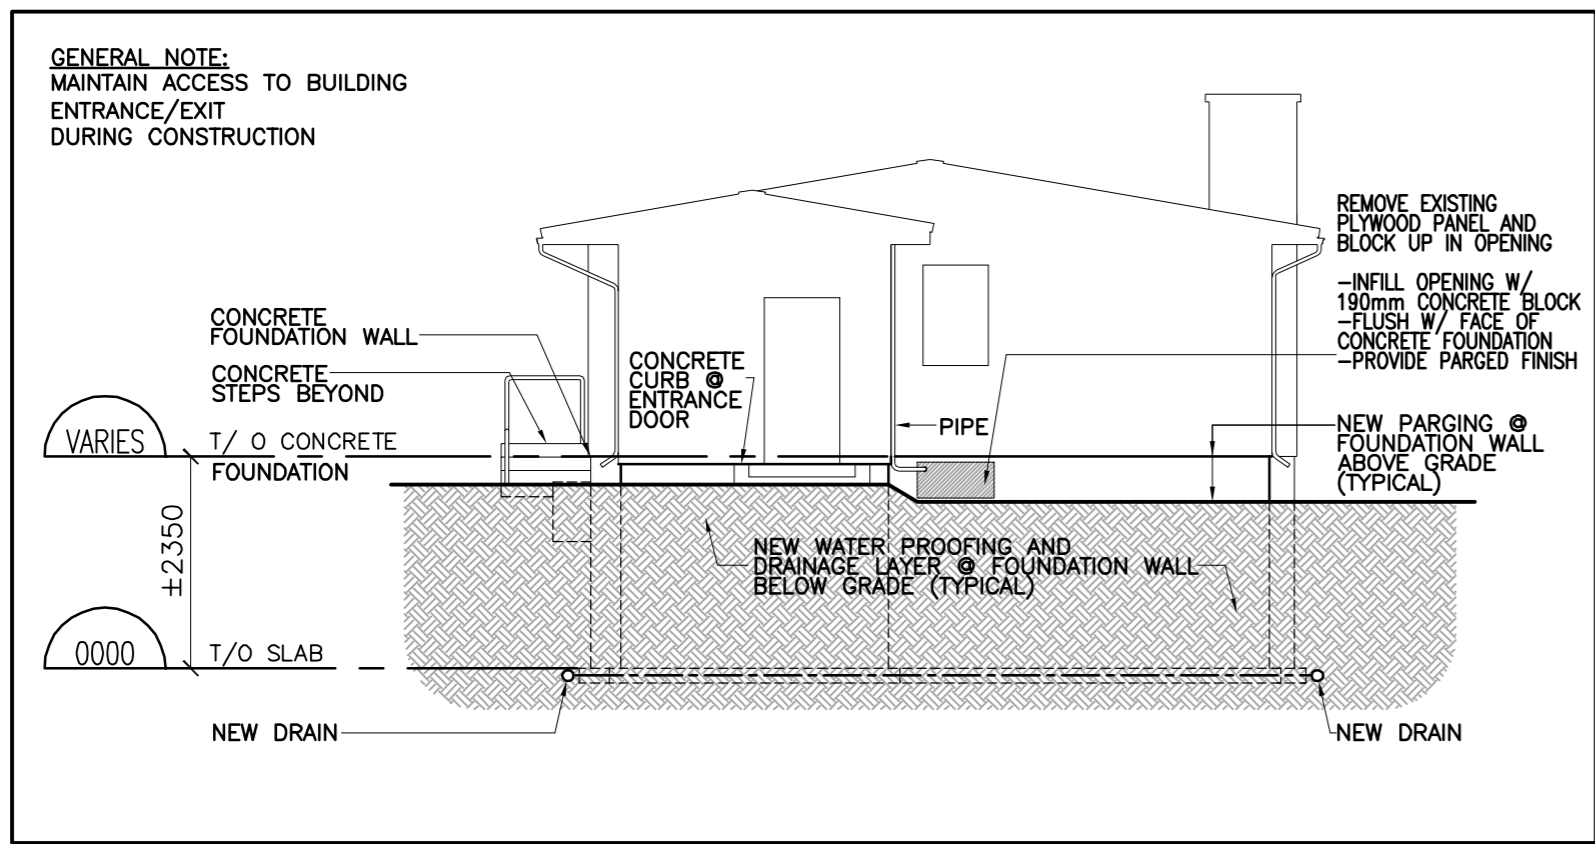 GENERAL NOTE:
MAINTAIN ACCESS TO BUILDING
ENTRANCE/EXIT
DURING CONSTRUCTION
REMOVE EXISTING
PLYWOOD PANEL AND
BLOCK UP IN OPENING
-INFILL OPENING W/
190mm CONCRETE BLOCK
-FLUSH W/ FACE OF
CONCRETE FOUNDATION
-PROVIDE PARGED FINISH
CONCRETE
FOUNDATION WALL
CONCRETE
STEPS BEYOND
CONCRETE
CURB @
ENTRANCE
DOOR
PIPE
NEW PARGING @
FOUNDATION WALL
ABOVE GRADE
(TYPICAL)
VARIES
T/ O CONCRETE
FOUNDATION
±2350
NEW WATER PROOFING AND
DRAINAGE LAYER @ FOUNDATION WALL
BELOW GRADE (TYPICAL)
0000
T/O SLAB
NEW DRAIN
NEW DRAIN